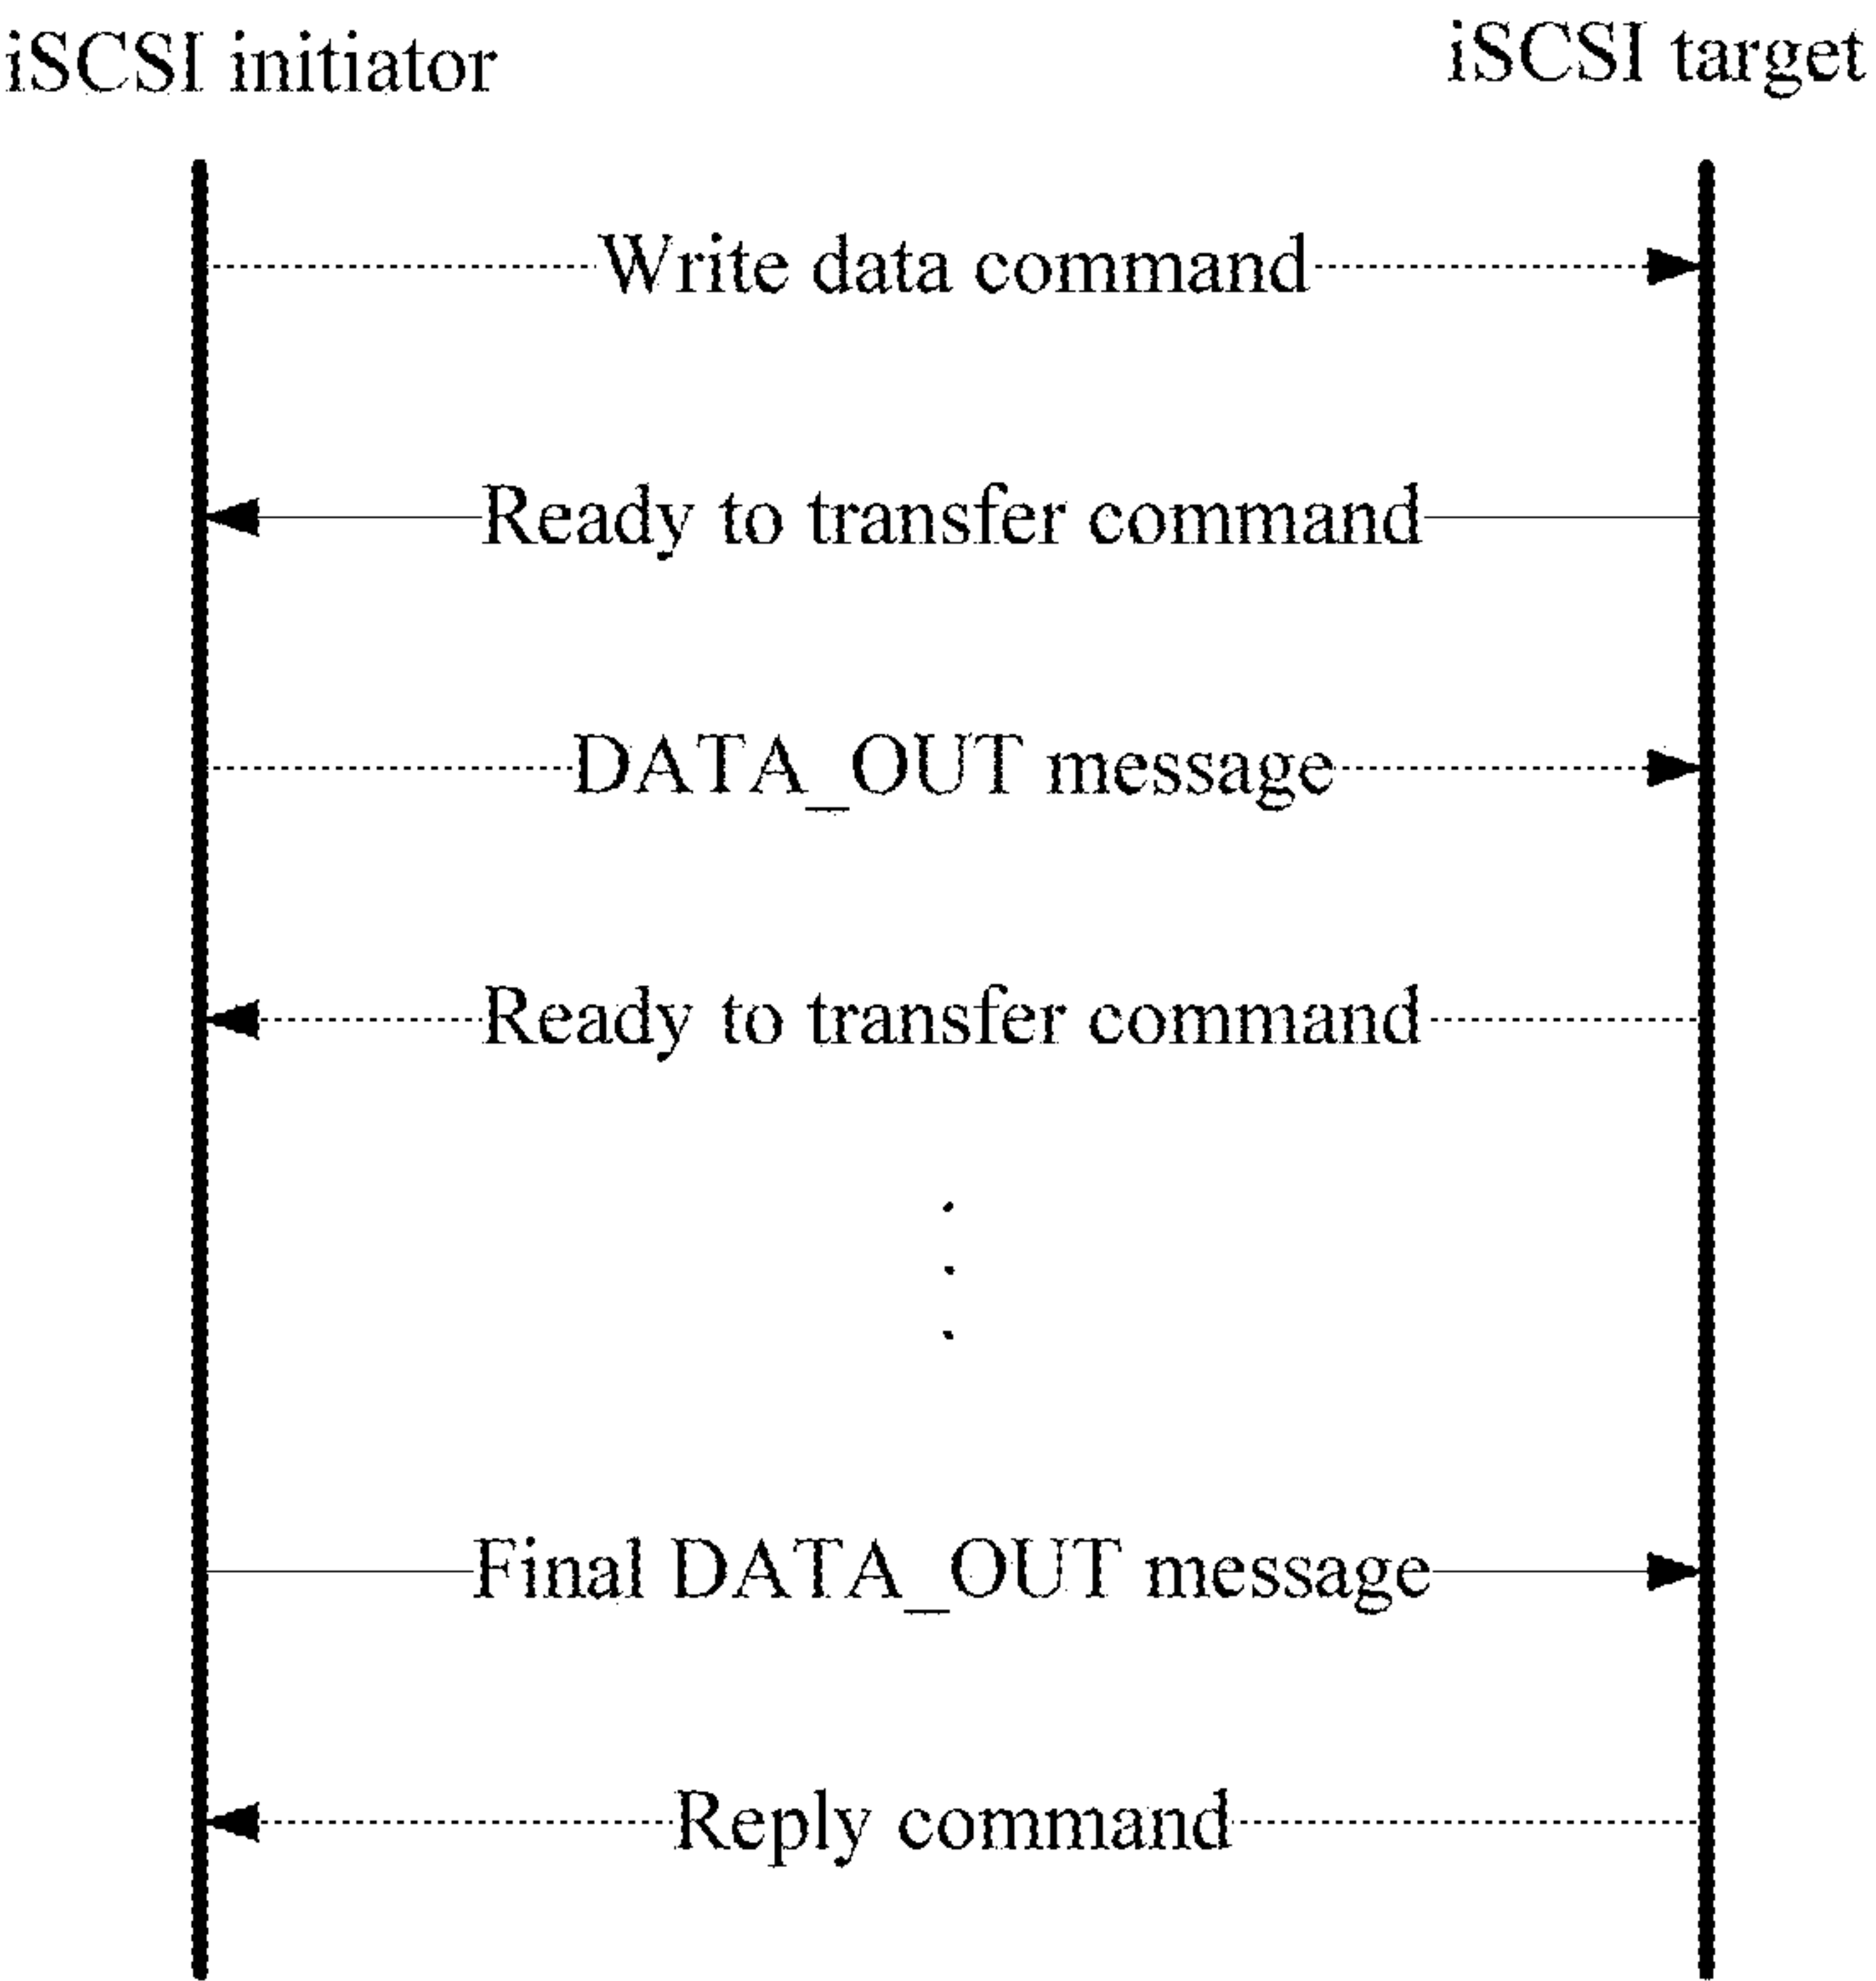 iSCSI initiator
iSCSI target
Write data command
Ready to transfer command
DATA_OUT message
Ready to transfer command
Final DATA_OUT message
Reply command